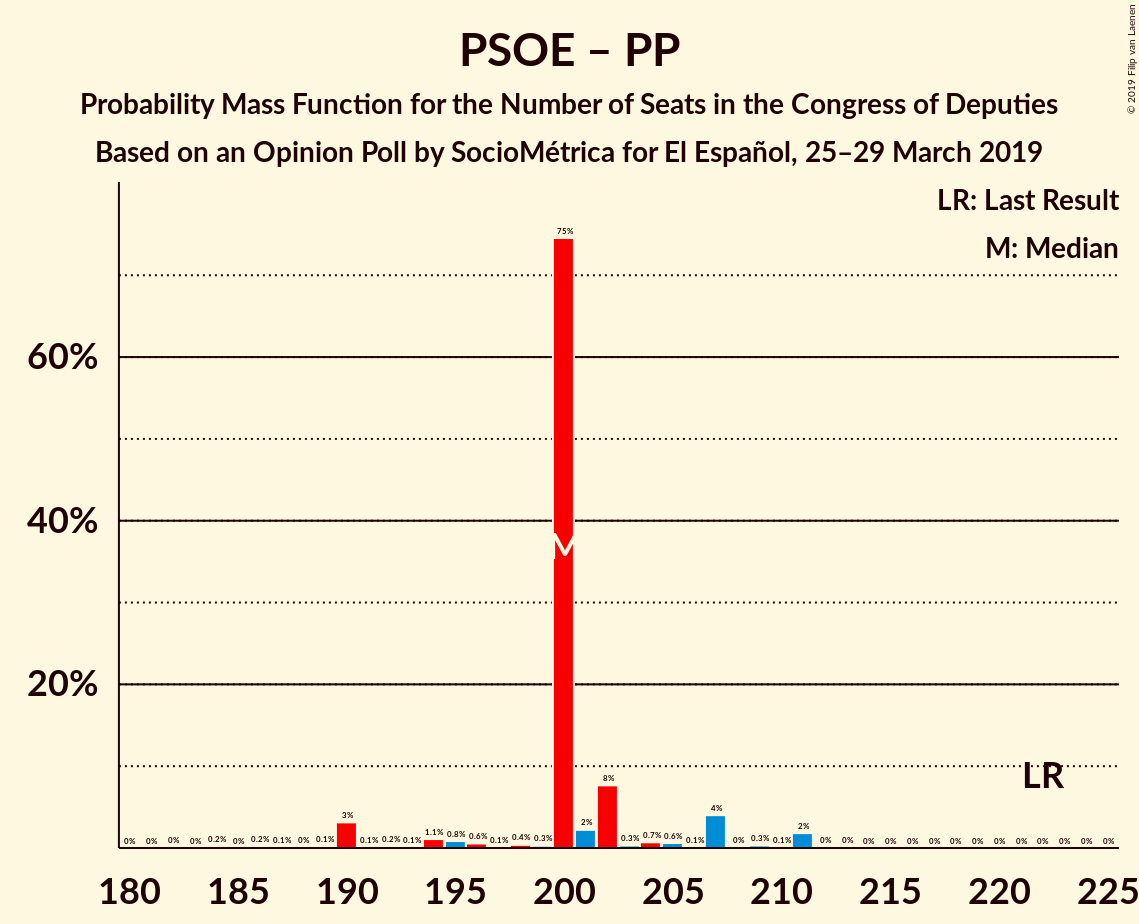 PSOE – PP
Probability Mass Function for the Number of Seats in the Congress of Deputies
Based on an Opinion Poll by SocioMétrica for El Español, 25–29 March 2019
© 2019 Filip van Laenen
LR: Last Result
M: Median
60%
40%
20%
0% 0% 0% 0% 0.2% 0% 0.2% 0.1% 0% 0.1% 3% 0.1% 0.2% 0.1% 1.1% 0.8% 0.6% 0.1% 0.4% 0.3% 75% 2% 8% 0.3% 0.7% 0.6% 0.1% 4% 0% 0.3% 0.1% 2% 0% 0% 0% 0% 0% 0% 0% 0% 0% 0% 0% 0% 0% 0%
M
LR
180 185 190 195 200 205 210 215 220 225